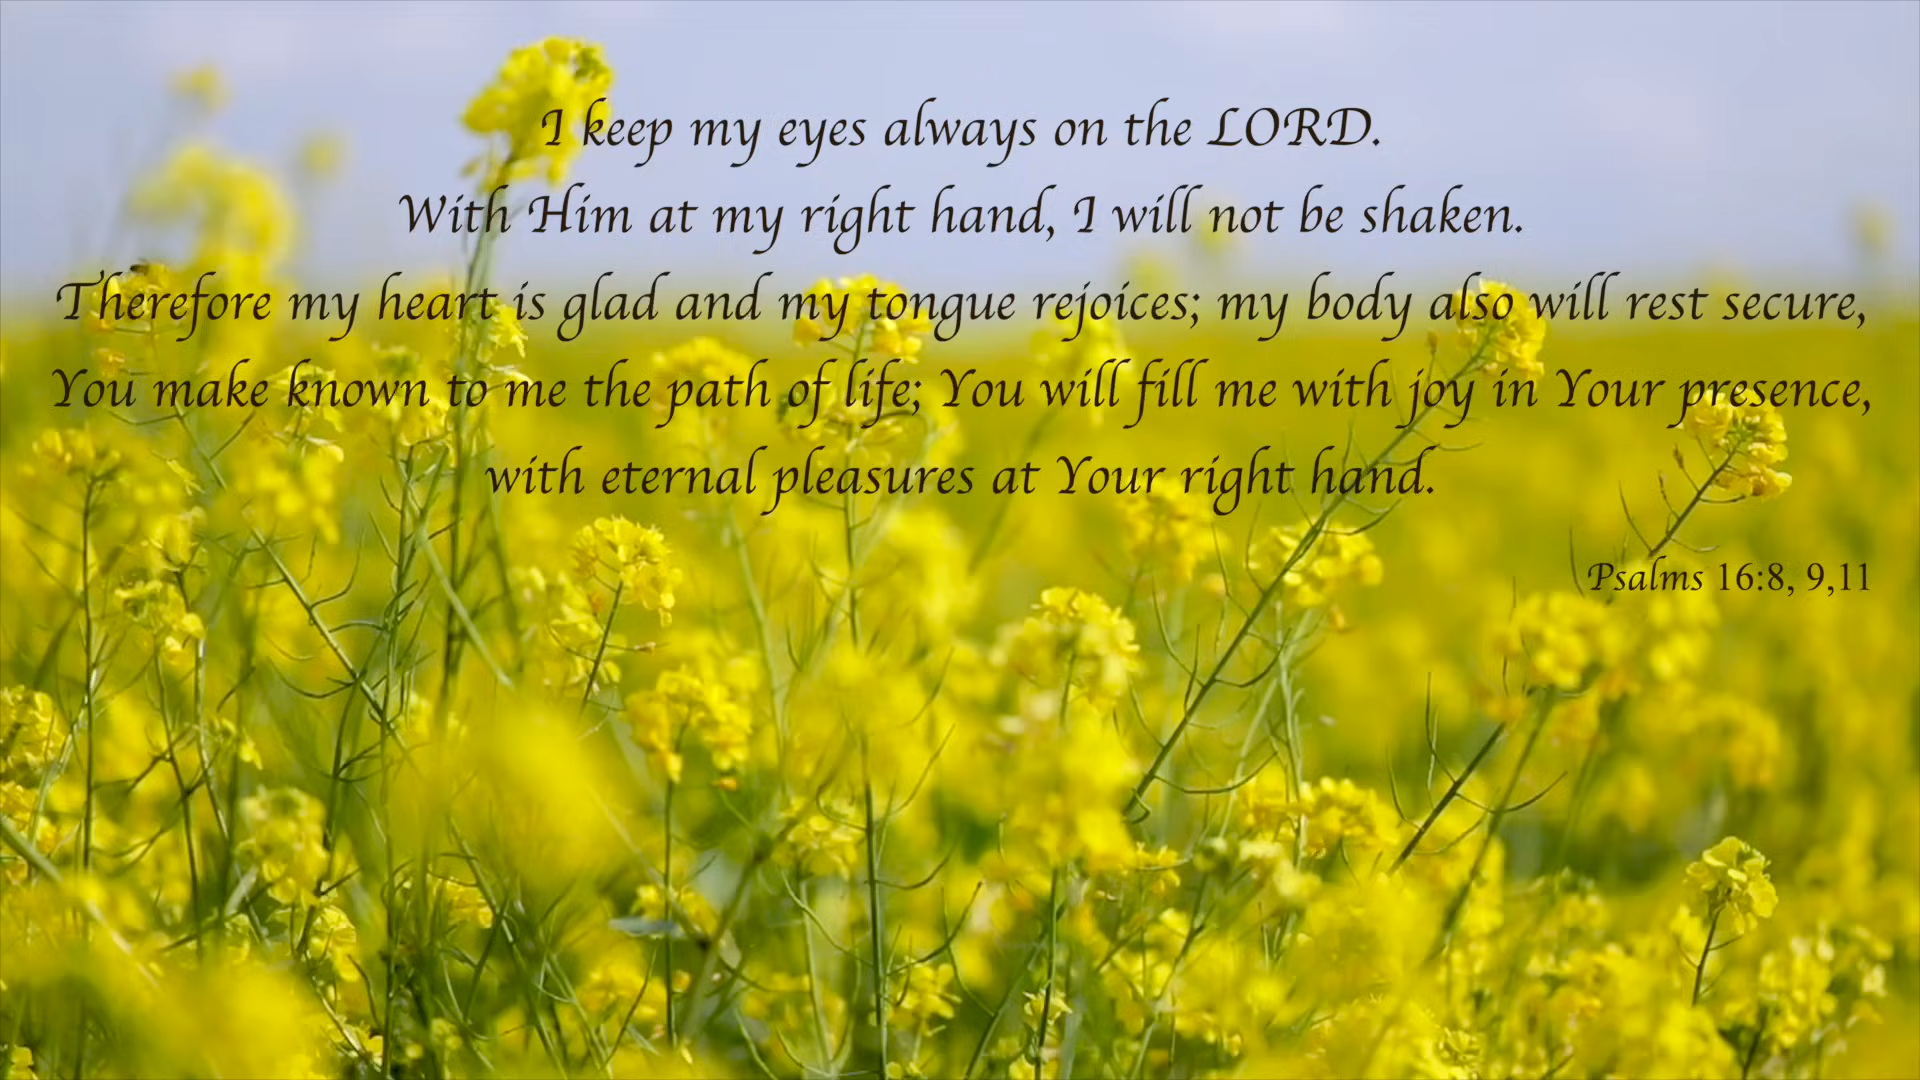 I keep my eyes always on the LORD.
With Him at my right hand, I will not be shaken.
Therefore my heart is glad and my tongue rejoices; my body also will rest secure,
You make known to me the path of life; You will fill me with joy in Your presence,
with eternal pleasures at Your right hand.
Psalms 16:8, 9,11